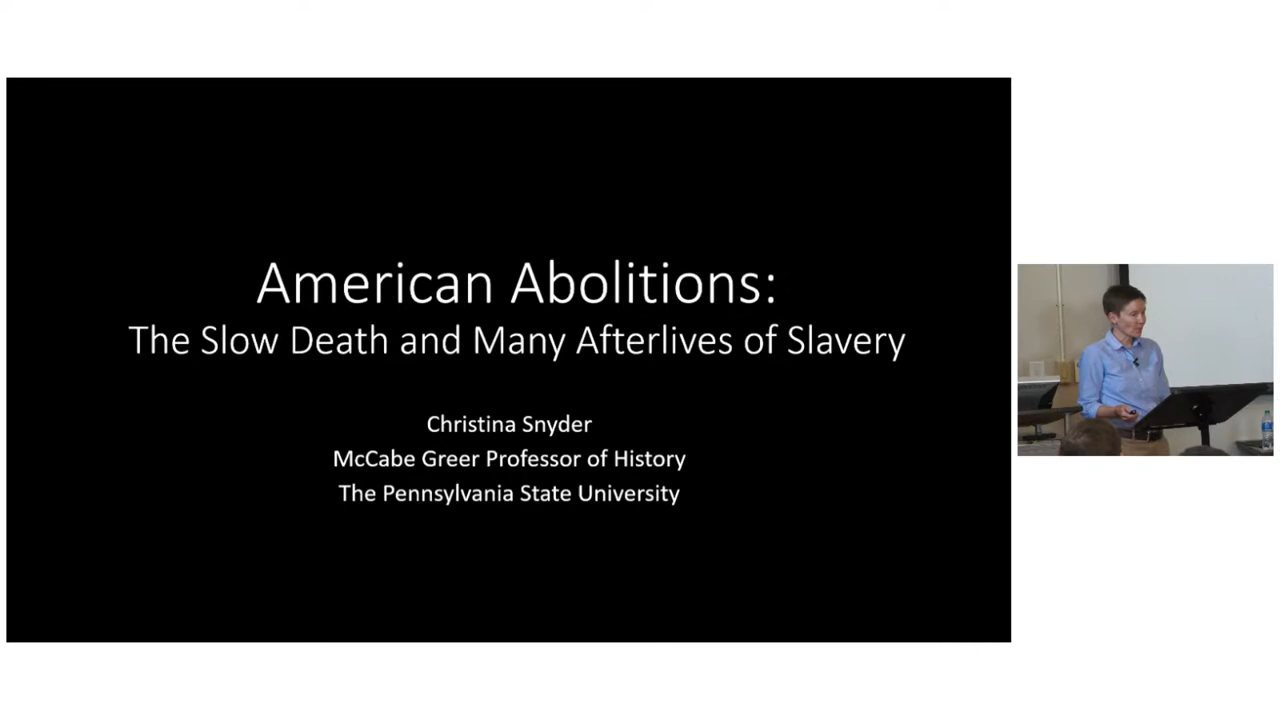 American Abolitions:
The Slow Death and Many Afterlives of Slavery
Christina Snyder
McCabe Greer Professor of History
The Pennsylvania State University